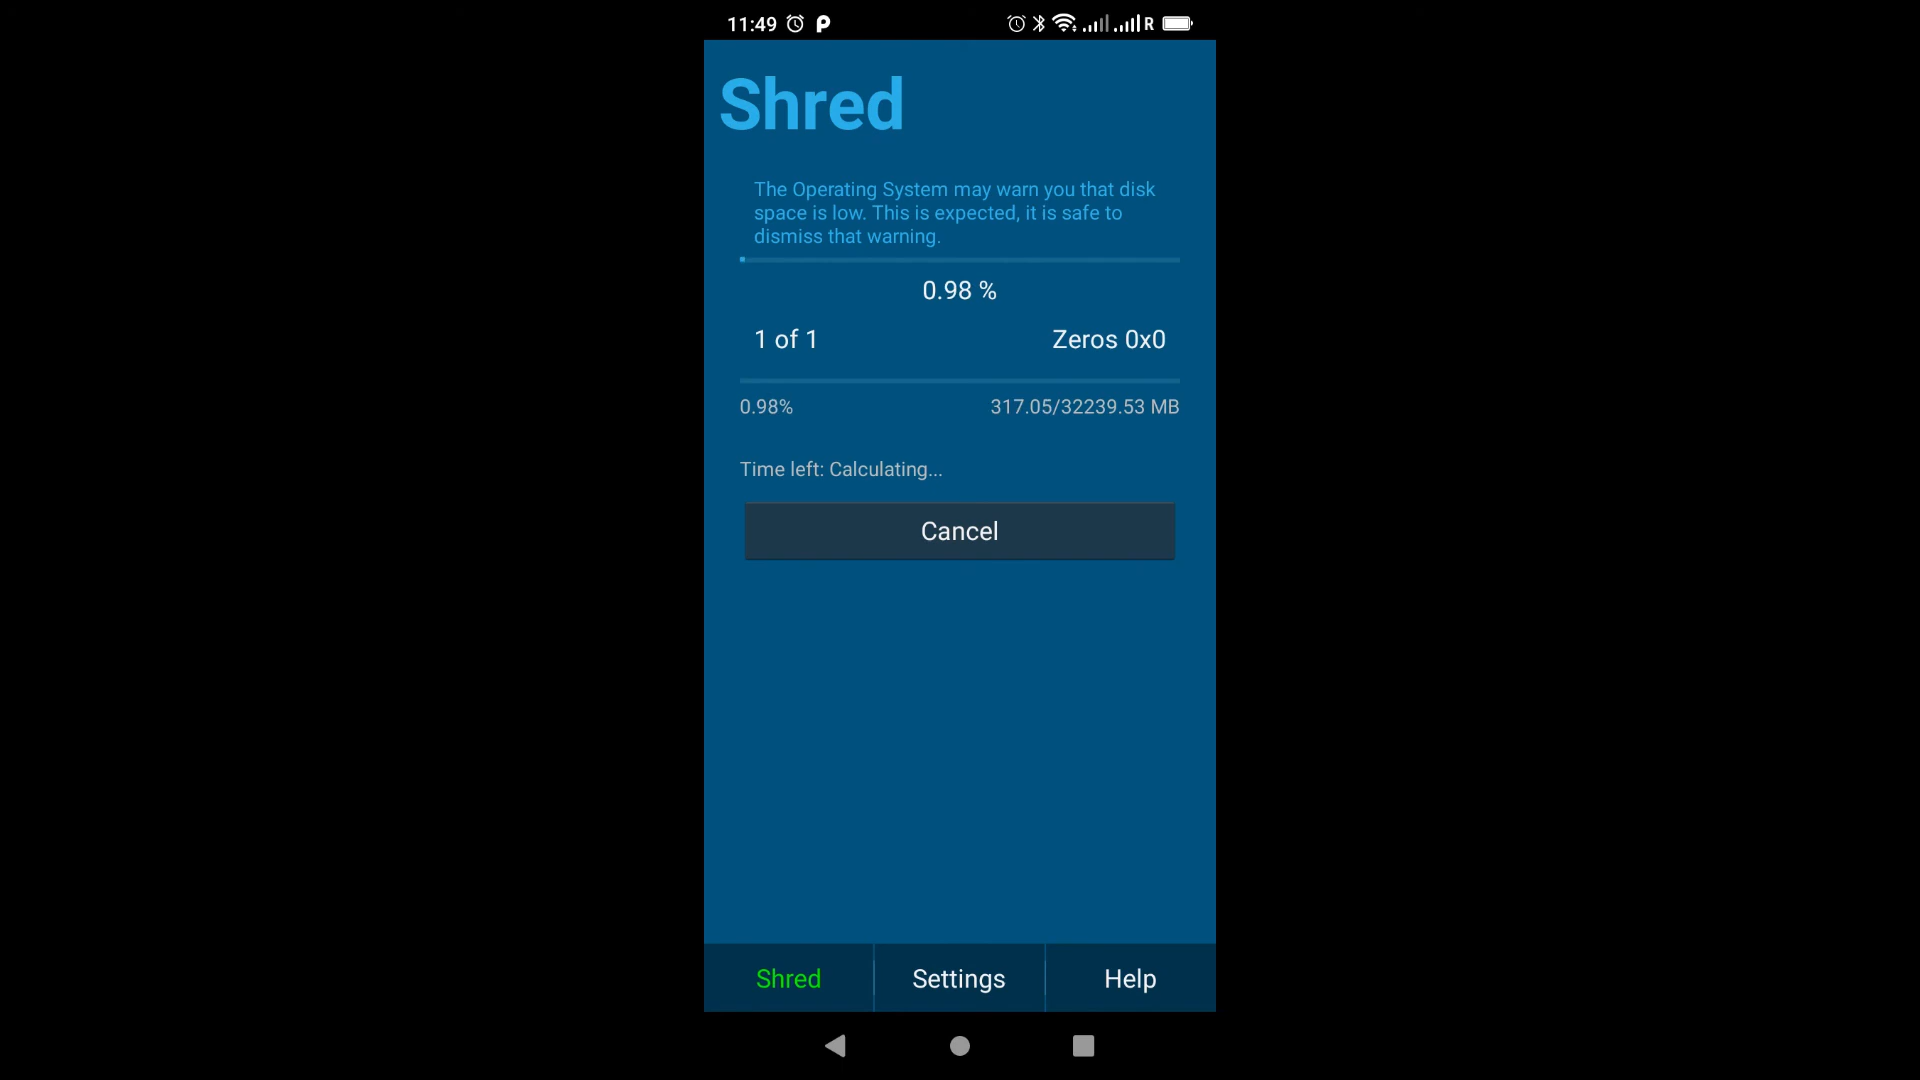 11:49
R
Shred
The Operating System may warn you that disk
space is low. This is expected, it is safe to
dismiss that warning.
0.98 %
1 of 1 Zeros 0x0
0.98% 317.05/32239.53 MB
Time left: Calculating...
Cancel
Shred Settings Help